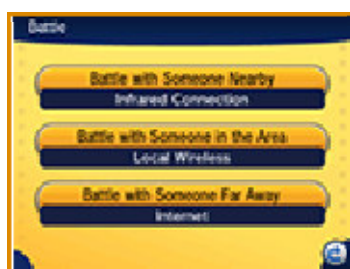 Battle
Battle with Someone Nearby
Infrared Connection
Battle with Someone in the Area
Local Wireless
Battle with Someone Far Away
Internet